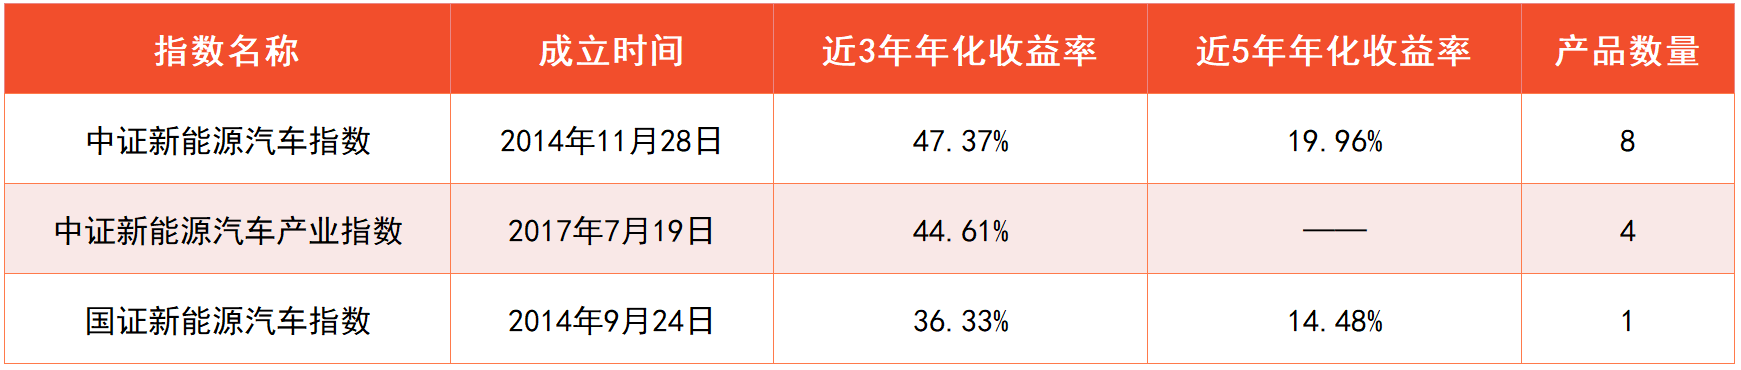 指数名称 成立时间 近3年年化收益率 近5年年化收益率 产品数量
中证新能源汽车指数 2014年11月28日 47.37% 19.96% 8
中证新能源汽车产业指数 2017年7月19日 44.61% —— 4
国证新能源汽车指数 2014年9月24日 36.33% 14.48% 1